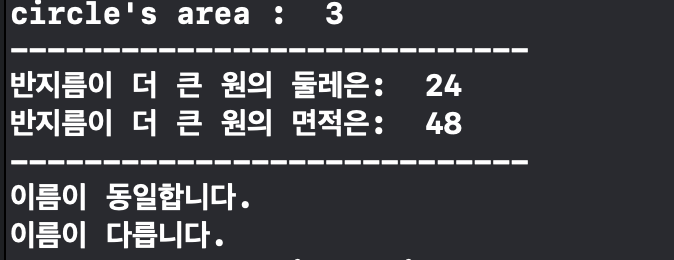 circle's area :  3
----------------------------
반지름이 더 큰 원의 둘레은:  24
반지름이 더 큰 원의 면적은:  48
----------------------------
이름이 동일합니다.
이름이 다릅니다.